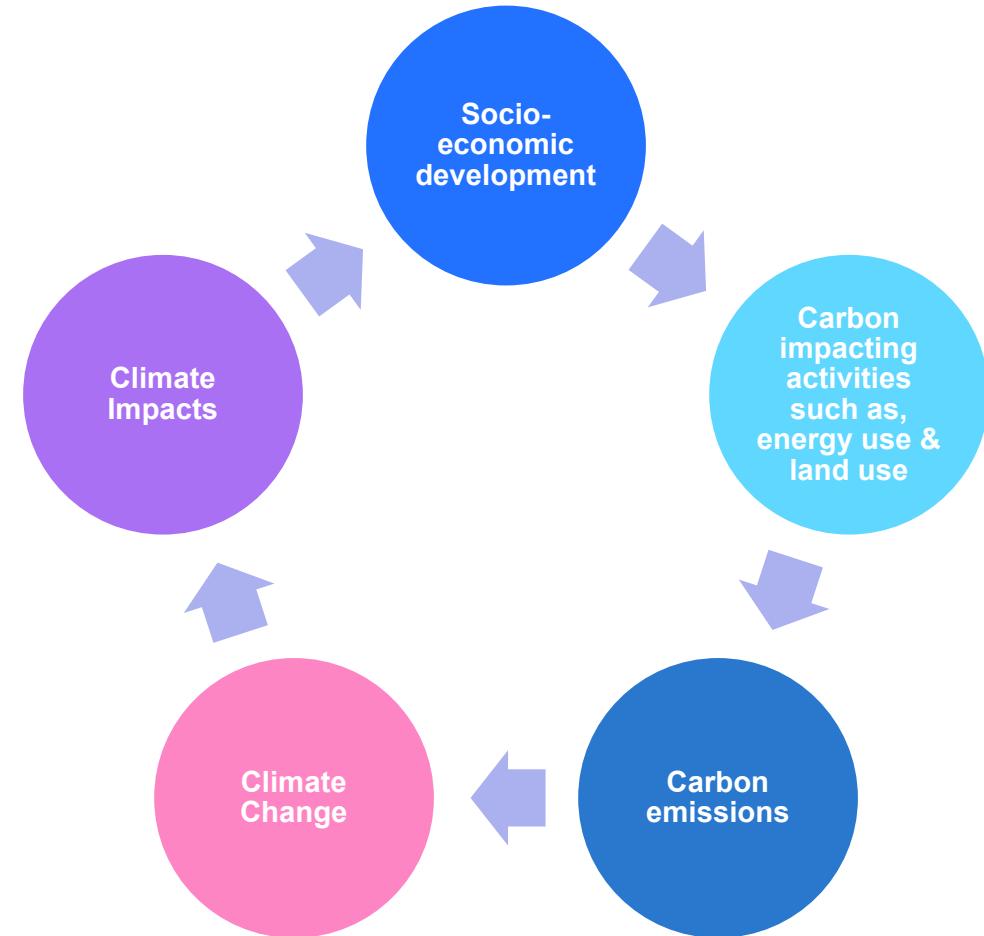 Socio-
economic
development
Carbon
impacting
activities
such as,
energy use &
land use
Carbon
emissions
Climate
Change
Climate
Impacts